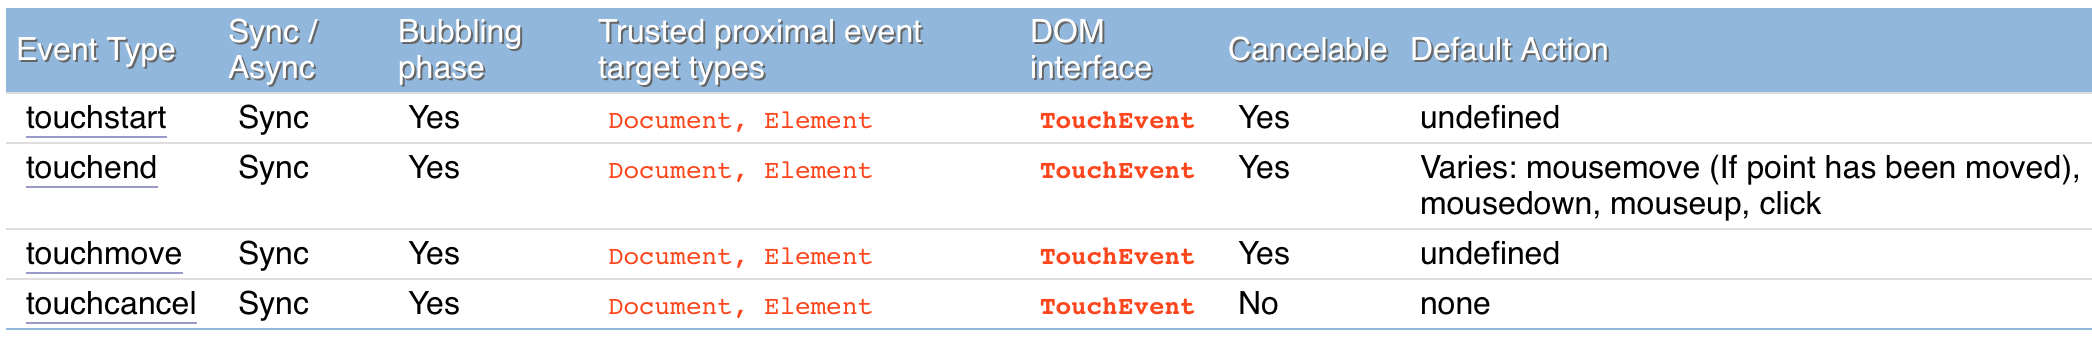 Event Type Sync / Async Bubbling phase Trusted proximal event target types DOM interface Cancelable Default Action
touchstart Sync Yes Document, Element TouchEvent Yes undefined
touchend Sync Yes Document, Element TouchEvent Yes Varies: mousemove (If point has been moved),
mousedown, mouseup, click
touchmove Sync Yes Document, Element TouchEvent Yes undefined
touchcancel Sync Yes Document, Element TouchEvent No none